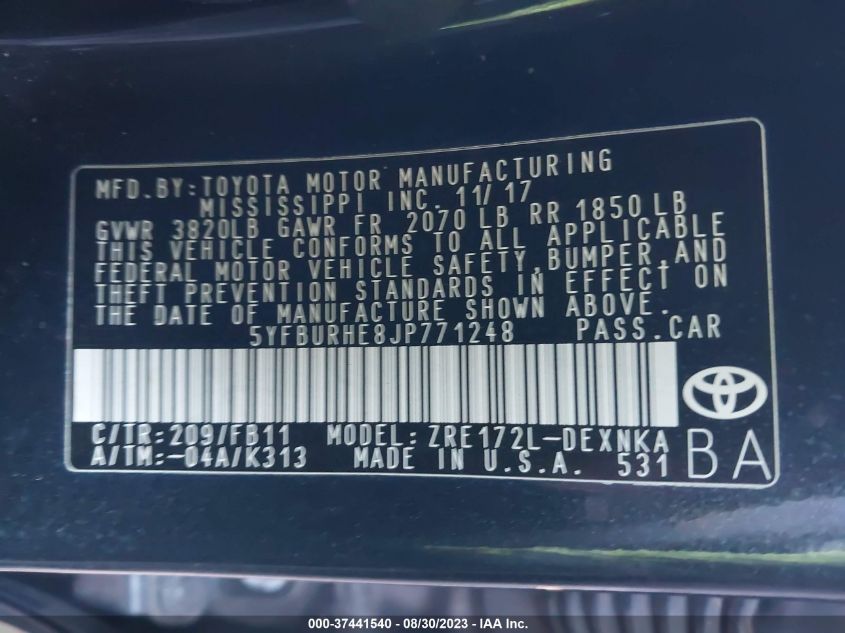 MFD.BY:TOYOTA MOTOR MANUFACTURING
MISSISSIPPI INC. 11/17
GVWR 3820LB GAWR FR 2070 LB RR 1850 LB
THIS VEHICLE CONFORMS TO ALL APPLICABLE
FEDERAL MOTOR VEHICLE SAFETY,BUMPER,AND
THEFT PREVENTION STANDARDS IN EFFECT ON
THE DATE OF MANUFACTURE SHOWN ABOVE.
5YFBURHE8JP771248 PASS.CAR
C/TR:209/FB11 MODEL:ZRE172L-DEXNKA
A/TM:-04A/K313 MADE IN U.S.A. 531 BA
000-37441540 - 08/30/2023 - Copyright © IAA Inc.